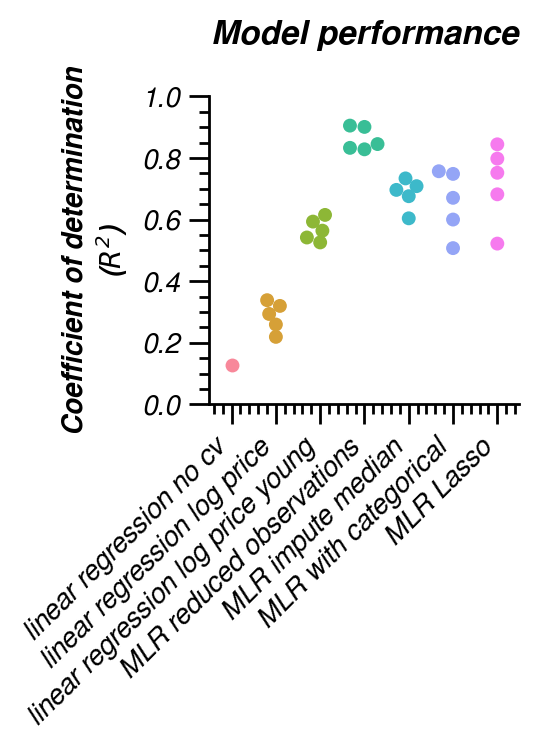 Model performance
Coefficient of determination
(R²)
1.0
0.8
0.6
0.4
0.2
0.0
linear regression no cv
linear regression log price
linear regression log price young
MLR reduced observations
MLR impute median
MLR with categorical
MLR Lasso